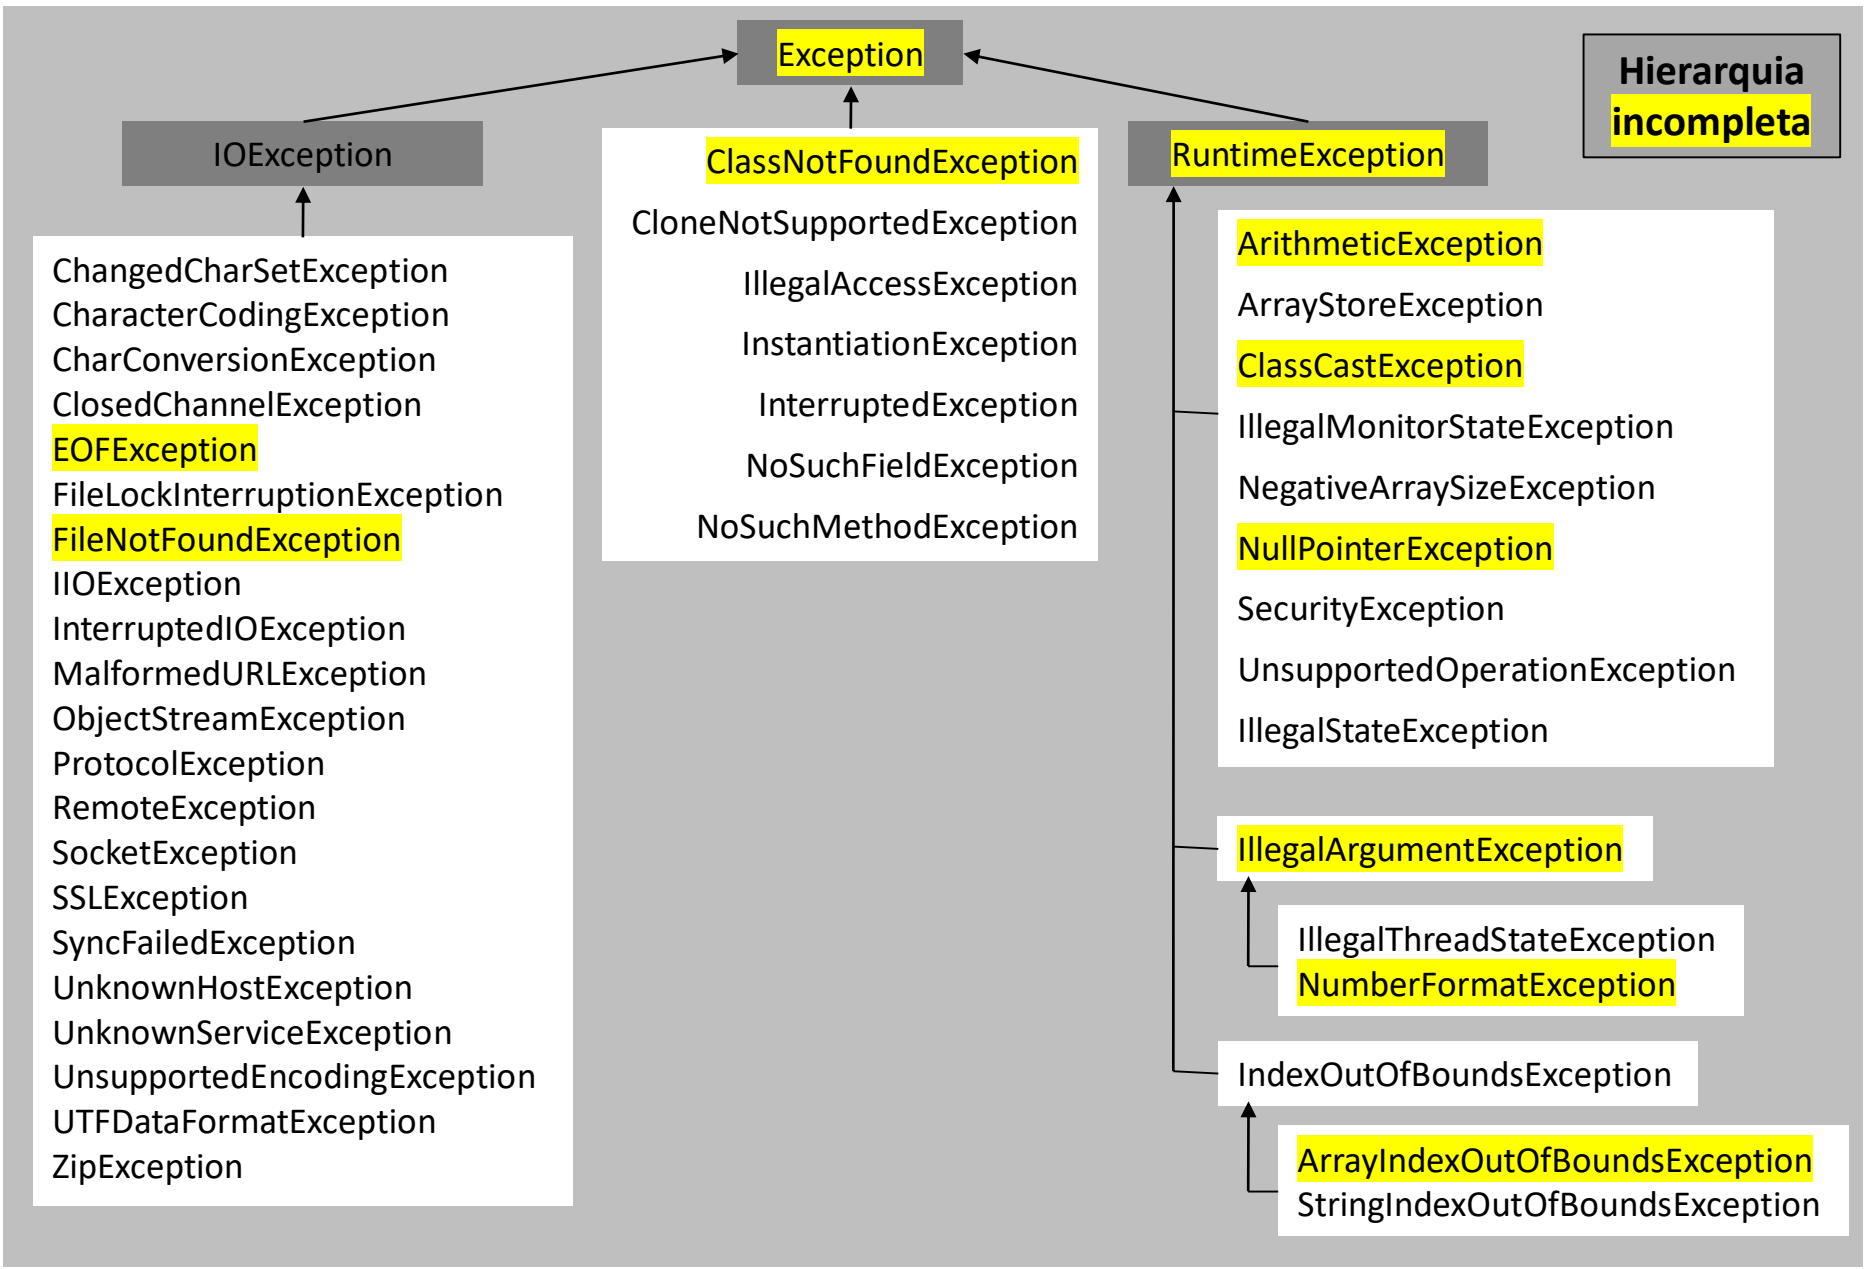 Exception
Hierarquia
incompleta
IOException
ClassNotFoundException
CloneNotSupportedException
IllegalAccessException
InstantiationException
InterruptedException
NoSuchFieldException
NoSuchMethodException
RuntimeException
ChangedCharSetException
CharacterCodingException
CharConversionException
ClosedChannelException
EOFException
FileLockInterruptionException
FileNotFoundException
IIOException
InterruptedIOException
MalformedURLException
ObjectStreamException
ProtocolException
RemoteException
SocketException
SSLException
SyncFailedException
UnknownHostException
UnknownServiceException
UnsupportedEncodingException
UTFDataFormatException
ZipException
ArithmeticException
ArrayStoreException
ClassCastException
IllegalMonitorStateException
NegativeArraySizeException
NullPointerException
SecurityException
UnsupportedOperationException
IllegalStateException
IllegalArgumentException
IllegalThreadStateException
NumberFormatException
IndexOutOfBoundsException
ArrayIndexOutOfBoundsException
StringIndexOutOfBoundsException